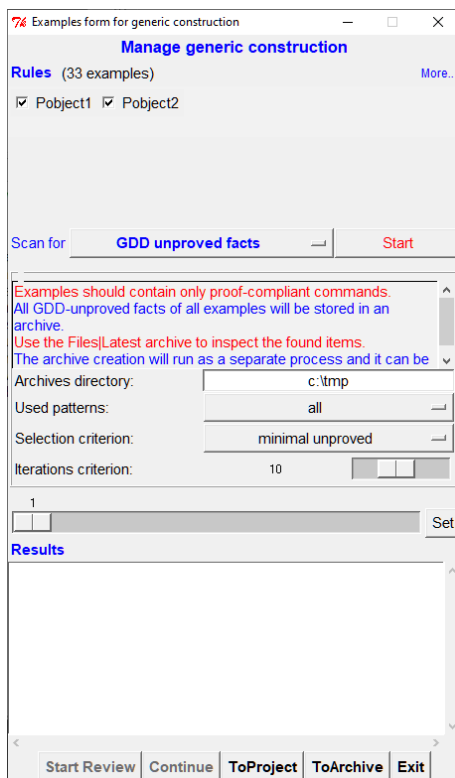 Examples form for generic construction
Manage generic construction
Rules (33 examples) More..
Pobject1 Pobject2
Scan for GDD unproved facts Start
Examples should contain only proof-compliant commands.
All GDD-unproved facts of all examples will be stored in an
archive.
Use the Files|Latest archive to inspect the found items.
The archive creation will run as a separate process and it can be
Archives directory: c:\tmp
Used patterns: all
Selection criterion: minimal unproved
Iterations criterion: 10
1
Set
Results
Start Review Continue ToProject ToArchive Exit